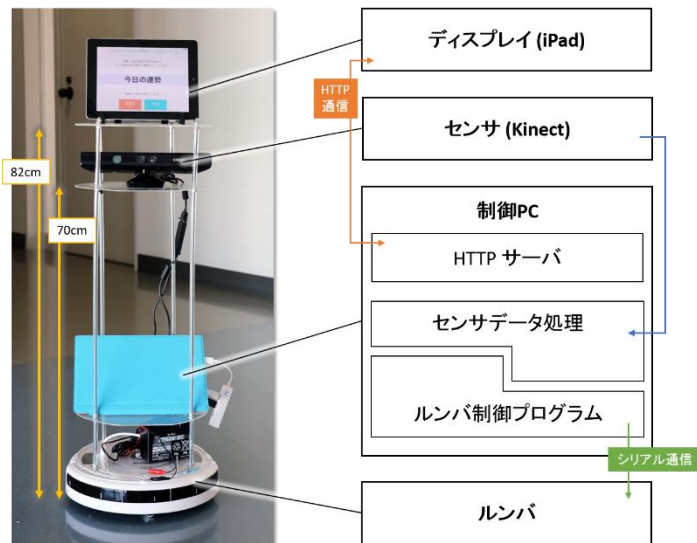 今日の運勢
82cm
70cm
HTTP
通信
ディスプレイ (iPad)
センサ (Kinect)
制御PC
HTTP サーバ
センサデータ処理
ルンバ制御プログラム
シリアル通信
ルンバ